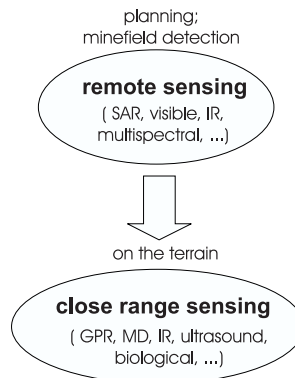 planning;
minefield detection
remote sensing
( SAR, visible, IR,
multispectral, ...)
on the terrain
close range sensing
( GPR, MD, IR, ultrasound,
biological, ...)